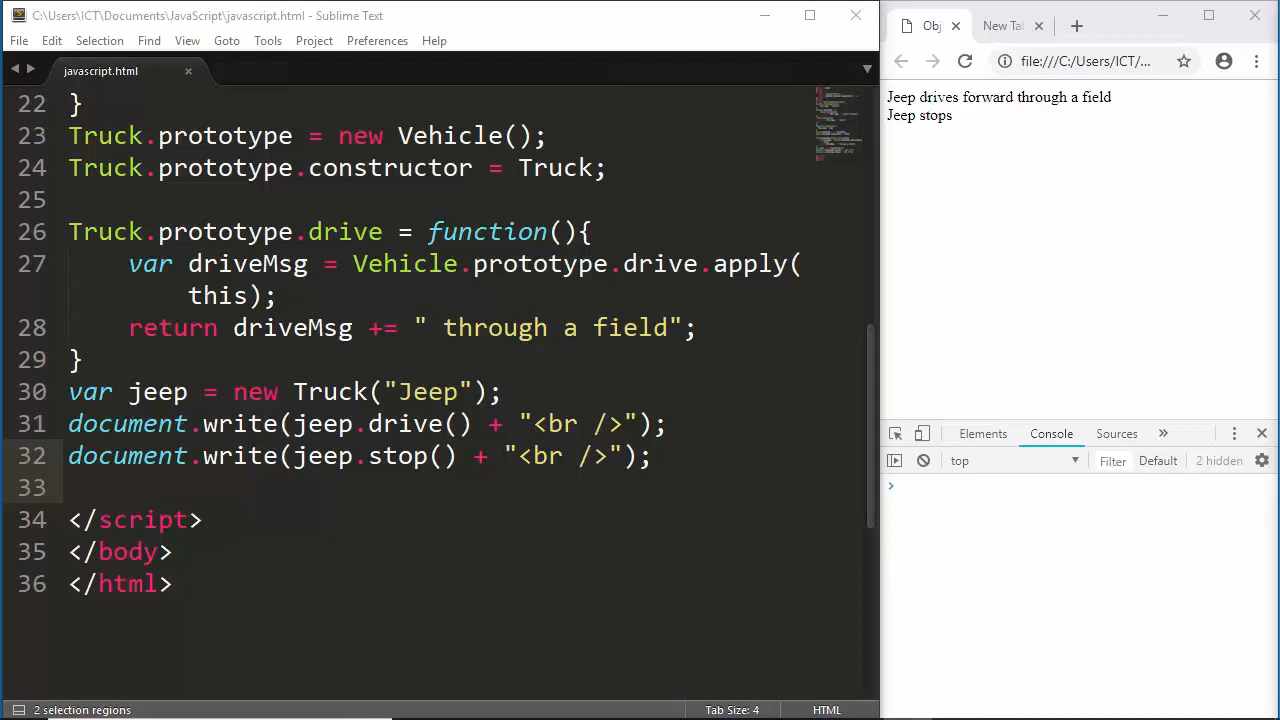 C:\Users\ICT\Documents\JavaScript\javascript.html - Sublime Text
File Edit Selection Find View Goto Tools Project Preferences Help
javascript.html
22 }
23 Truck.prototype = new Vehicle();
24 Truck.prototype.constructor = Truck;
25
26 Truck.prototype.drive = function(){
27 var driveMsg = Vehicle.prototype.drive.apply(
this);
28 return driveMsg += " through a field";
29 }
30 var jeep = new Truck("Jeep");
31 document.write(jeep.drive() + "<br />");
32 document.write(jeep.stop() + "<br />");
33
34 </script>
35 </body>
36 </html>
2 selection regions Tab Size: 4 HTML
Obj New Tal
file:///C:/Users/ICT/...
Jeep drives forward through a field
Jeep stops
Elements Console Sources »
top Filter Default 2 hidden
>